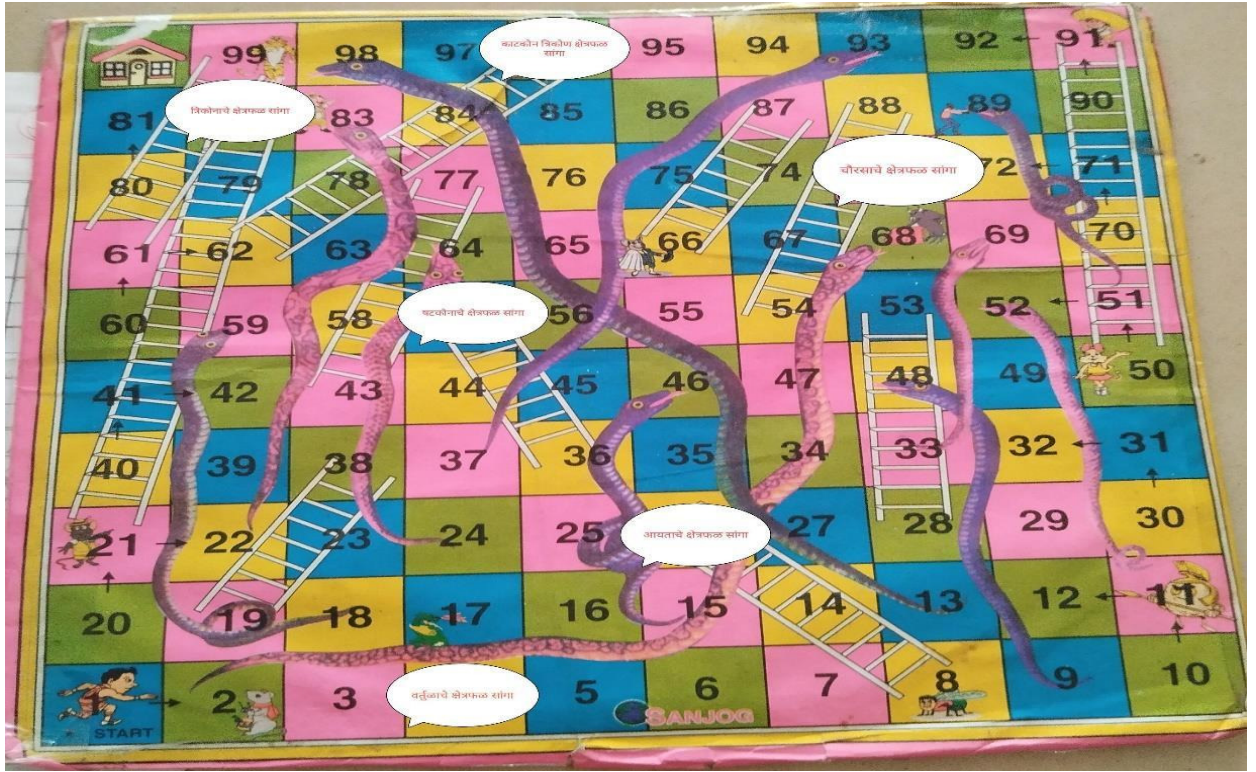 99 98 97 काटकोन त्रिकोण क्षेत्रफळ
सांगा 95 94 93 92 91
81 त्रिकोनाचे क्षेत्रफळ सांगा 83 84 85 86 87 88 89 90
80 79 78 77 76 75 74 चौरसाचे क्षेत्रफळ सांगा 72 71
61 62 63 64 65 66 67 68 69 70
60 59 58 षटकोनाचे क्षेत्रफळ सांगा 56 55 54 53 52 51
41 42 43 44 45 46 47 48 49 50
40 39 38 37 36 35 34 33 32 31
21 22 23 24 25 आयताचे क्षेत्रफळ सांगा 27 28 29 30
20 19 18 17 16 15 14 13 12 11
START 2 3 वर्तुळाचे क्षेत्रफळ सांगा 5 6 7 8 9 10
SANJOG